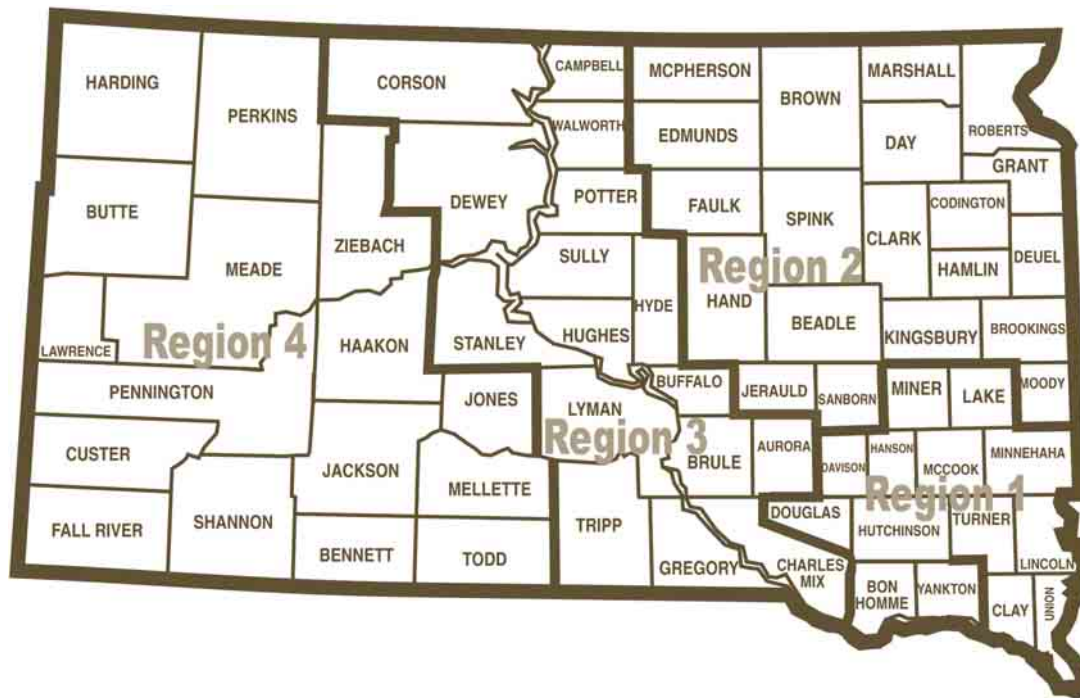 HARDING
PERKINS
CORSON
CAMPBELL
MCPHERSON
BROWN
MARSHALL
ROBERTS
WALWORTH
EDMUNDS
DAY
GRANT
BUTTE
MEADE
ZIEBACH
DEWEY
POTTER
FAULK
SPINK
CLARK
CODINGTON
HAMLIN
DEUEL
SULLY
HYDE
HAND
Region 2
LAWRENCE
Region 4
HAAKON
STANLEY
HUGHES
BEADLE
KINGSBURY
BROOKINGS
PENNINGTON
JONES
LYMAN
BUFFALO
JERAULD
SANBORN
MINER
LAKE
MOODY
Region 3
CUSTER
JACKSON
MELLETTE
BRULE
AURORA
DAVISON
HANSON
MCCOOK
MINNEHAHA
Region 1
FALL RIVER
SHANNON
BENNETT
TODD
TRIPP
GREGORY
DOUGLAS
CHARLES
MIX
HUTCHINSON
TURNER
LINCOLN
BON
HOMME
YANKTON
CLAY
UNION